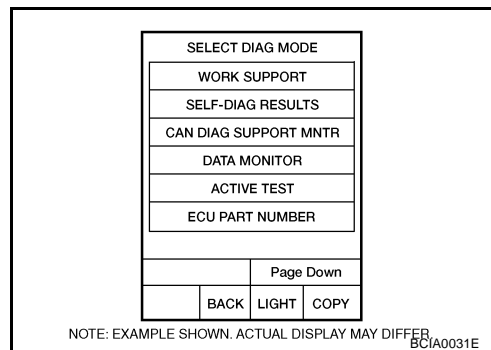 SELECT DIAG MODE
WORK SUPPORT
SELF-DIAG RESULTS
CAN DIAG SUPPORT MNTR
DATA MONITOR
ACTIVE TEST
ECU PART NUMBER
Page Down
BACK LIGHT COPY
NOTE: EXAMPLE SHOWN. ACTUAL DISPLAY MAY DIFFER.
BCIA0031E